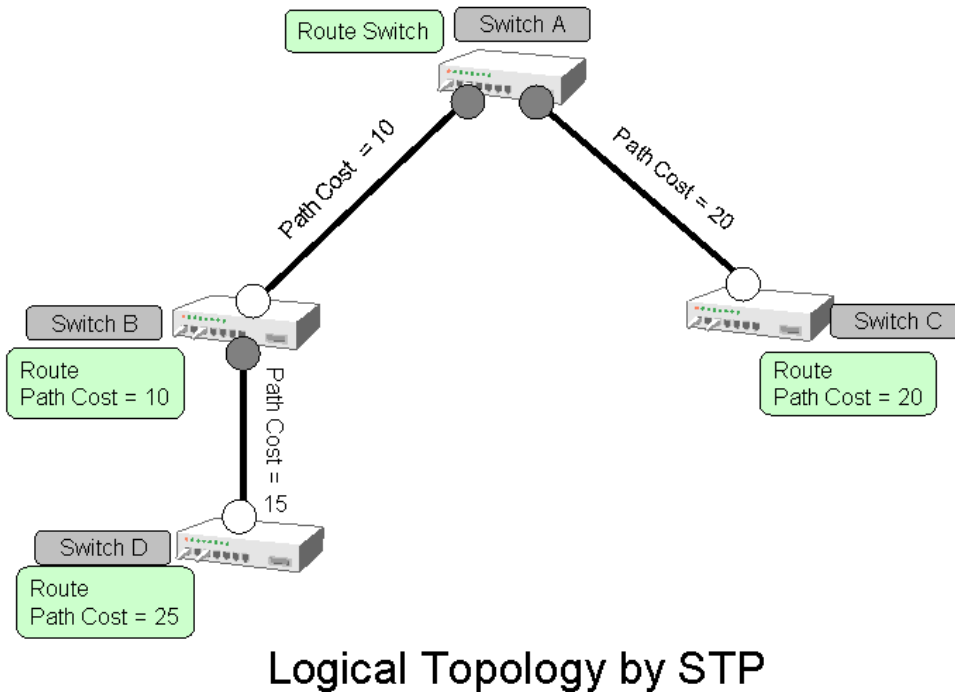 Route Switch
Switch A
Path Cost = 10
Path Cost = 20
Switch B
Route
Path Cost = 10
Path Cost =
15
Switch C
Route
Path Cost = 20
Switch D
Route
Path Cost = 25
Logical Topology by STP